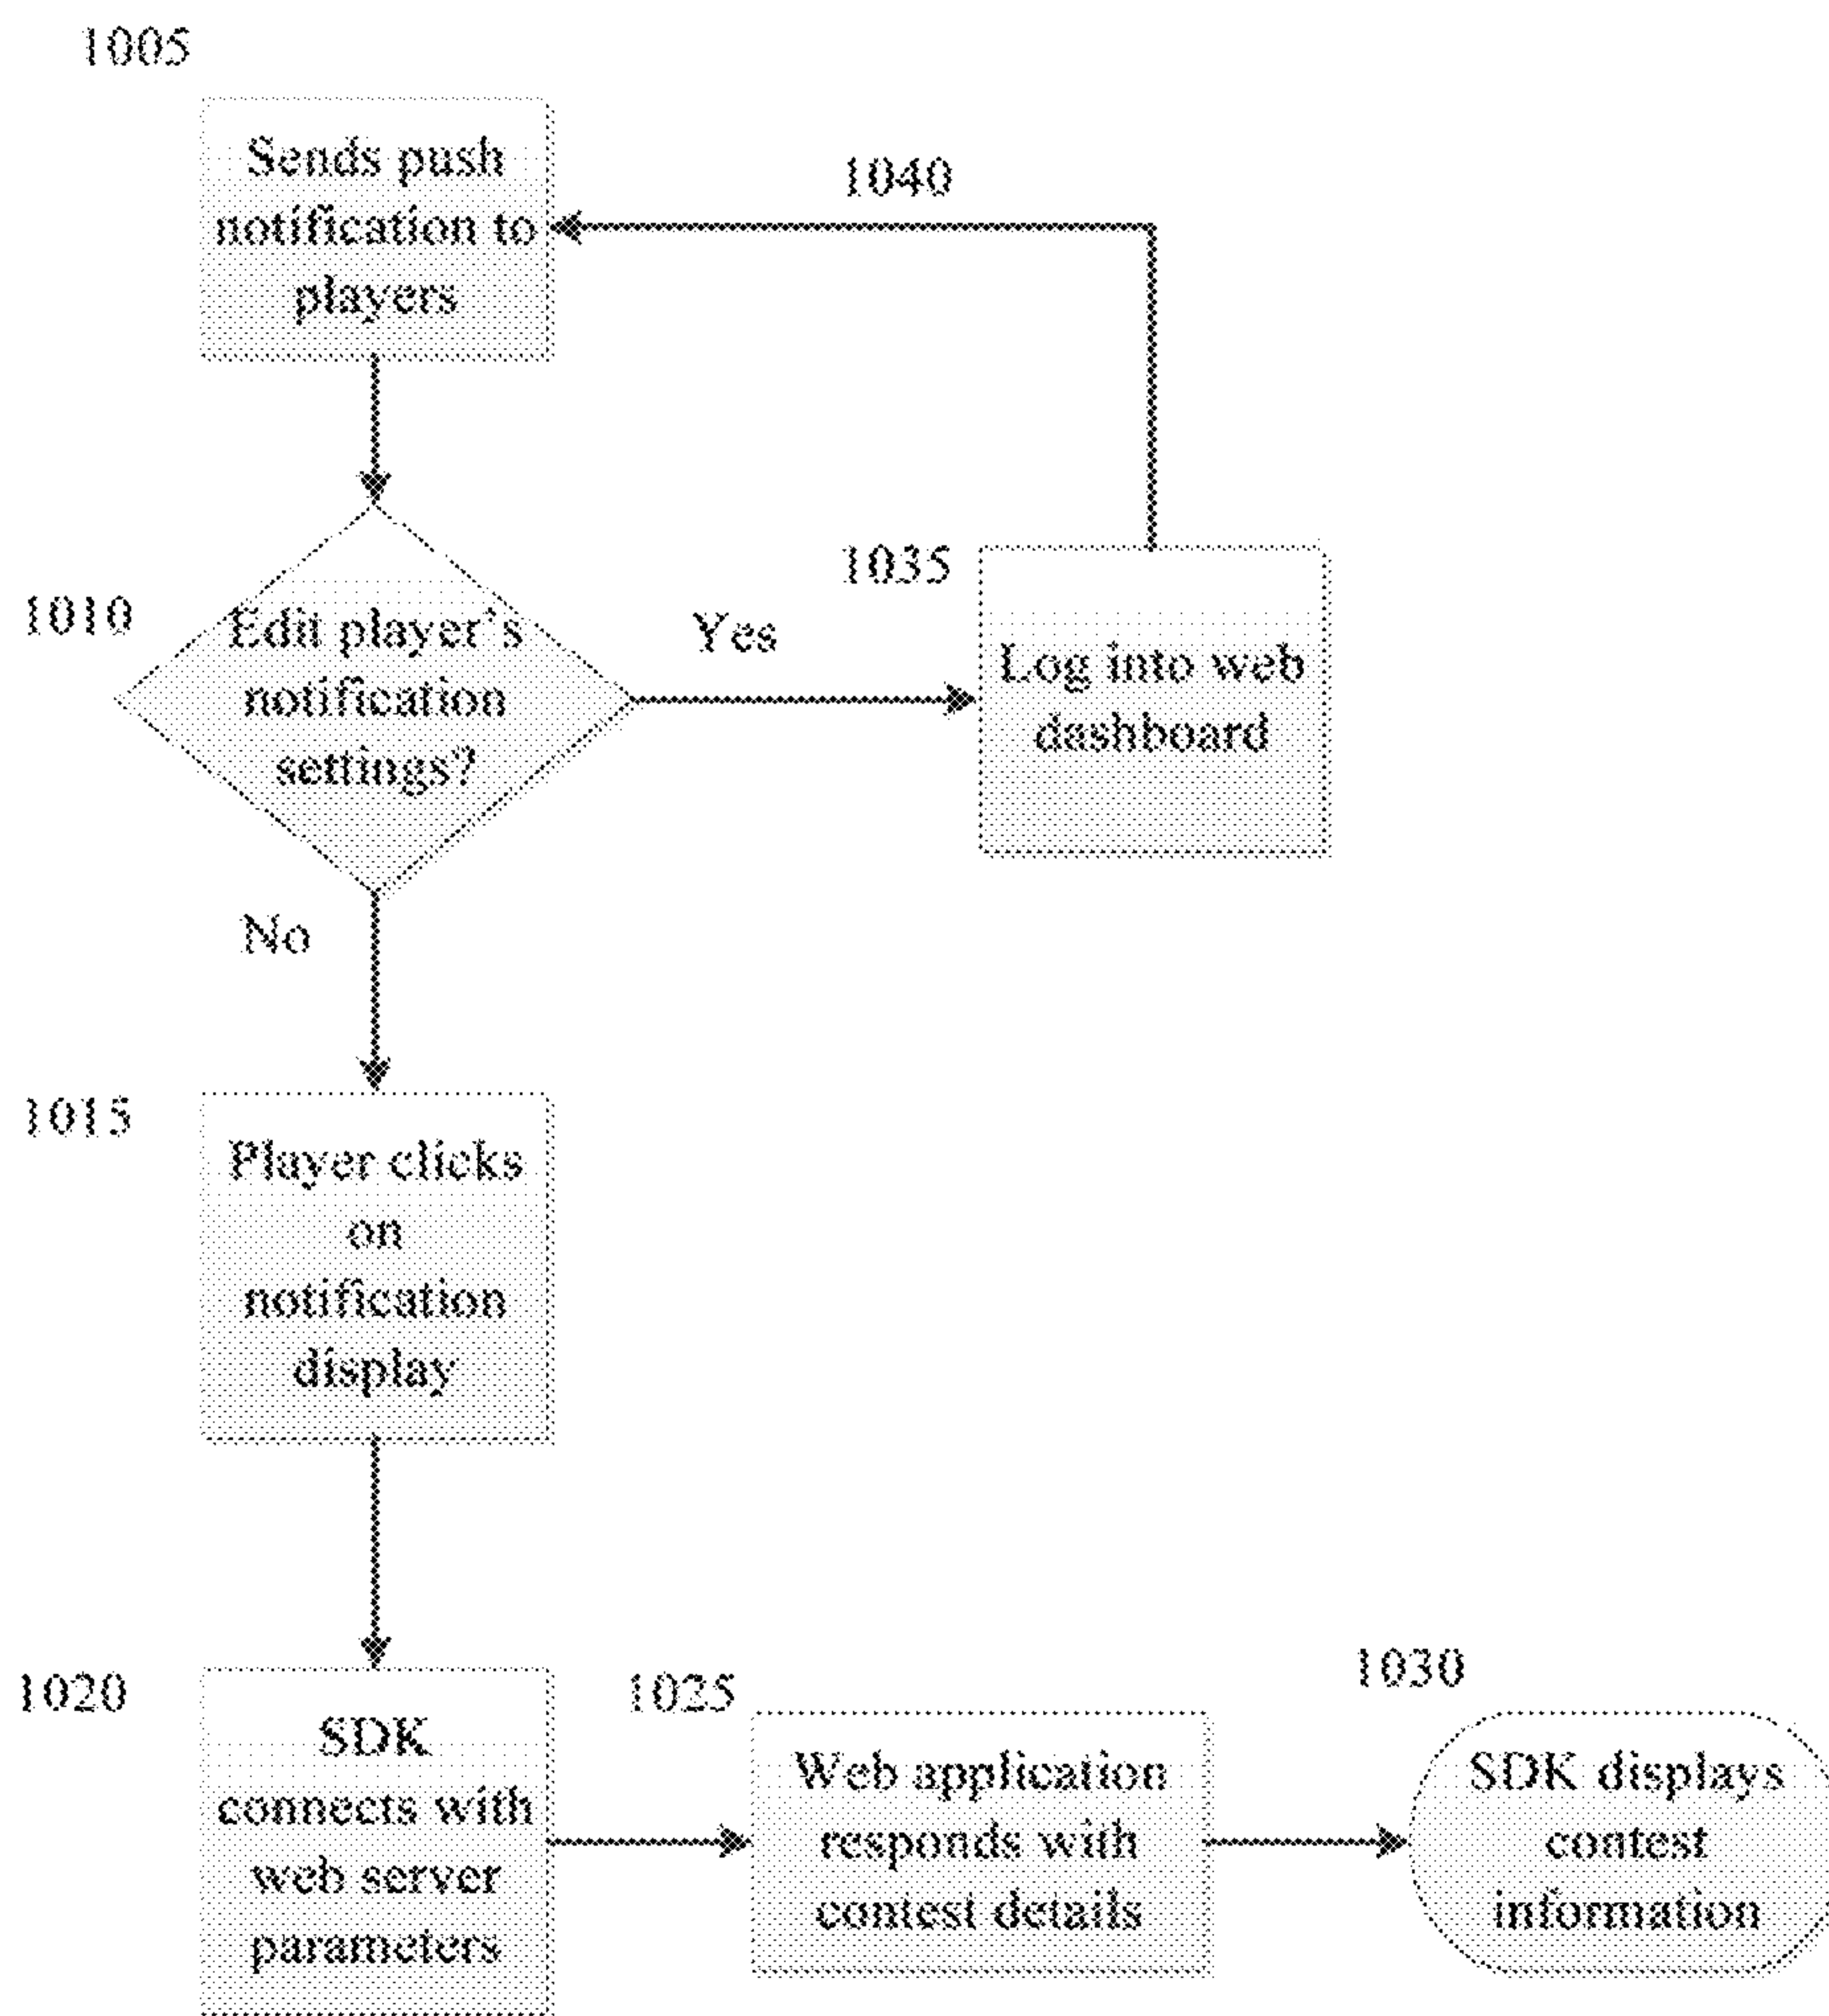 1005
Sends push
notification to
players
1040
1010
Edit player's
notification
settings?
Yes
1035
Log into web
dashboard
No
1015
Player clicks
on
notification
display
1020
SDK
connects with
web server
parameters
1025
Web application
responds with
contest details
1030
SDK displays
contest
information